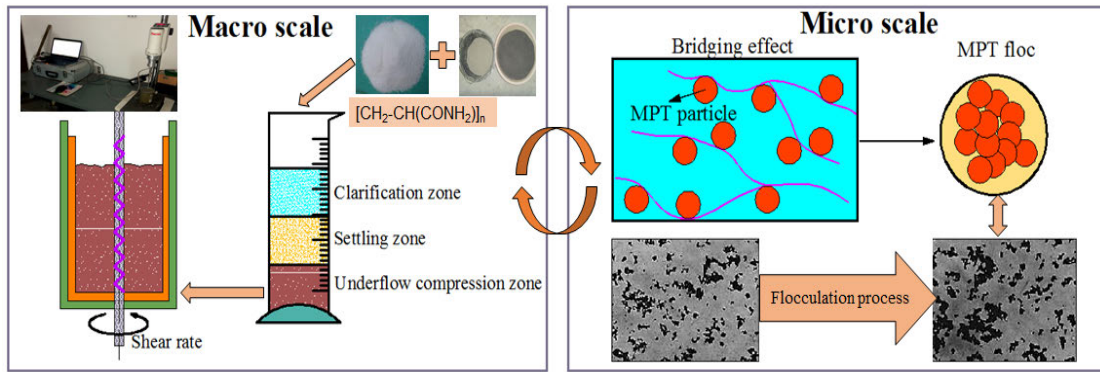 Macro scale
[CH₂-CH(CONH₂)]ₙ
Clarification zone
Settling zone
Underflow compression zone
Shear rate
Micro scale
Bridging effect
MPT floc
MPT particle
Flocculation process